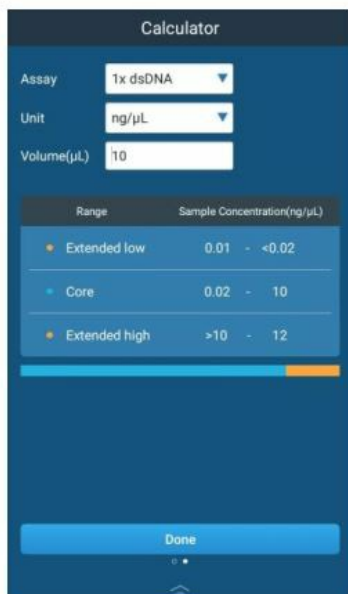 Calculator
Assay 1x dsDNA
Unit ng/µL
Volume(µL) 10
Range Sample Concentration(ng/µL)
Extended low 0.01 - <0.02
Core 0.02 - 10
Extended high >10 - 12
Done